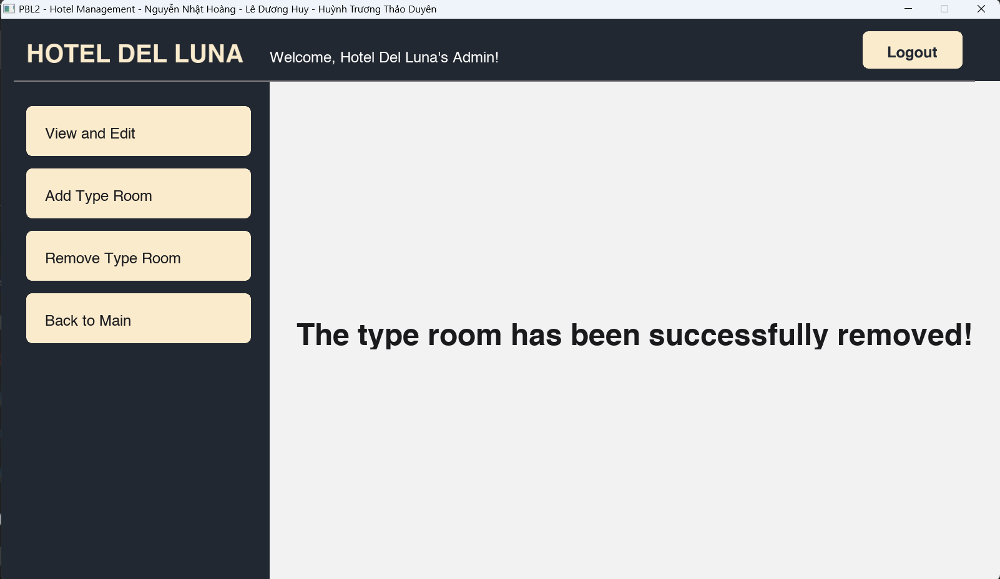 PBL2 - Hotel Management - Nguyễn Nhật Hoàng - Lê Dương Huy - Huỳnh Trương Thảo Duyên
HOTEL DEL LUNA
Welcome, Hotel Del Luna's Admin!
Logout
View and Edit
Add Type Room
Remove Type Room
Back to Main
The type room has been successfully removed!